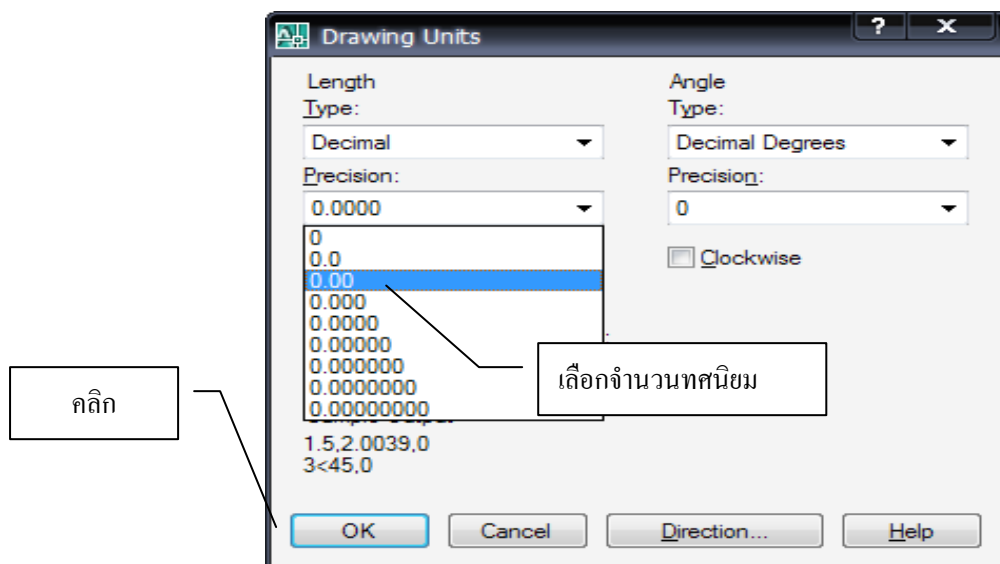 Drawing Units
? x
Length
Type:
Decimal
Precision:
0.0000
0
0.0
0.00
0.000
0.0000
0.00000
0.000000
0.0000000
0.00000000
Angle
Type:
Decimal Degrees
Precision:
0
Clockwise
เลือกจำนวนทศนิยม
คลิก
Sample Output
1.5,2.0039,0
3<45,0
OK Cancel Direction... Help